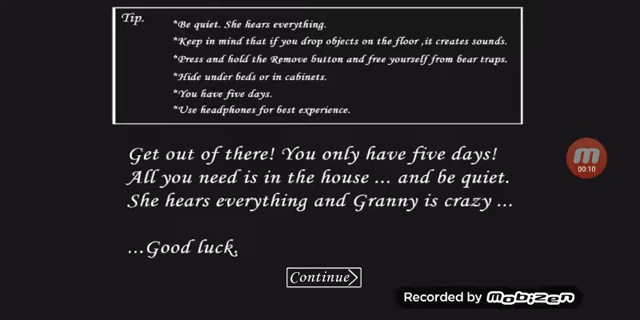 Tip.
*Be quiet. She hears everything.
*Keep in mind that if you drop objects on the floor ,it creates sounds.
*Press and hold the Remove button and free yourself from bear traps.
*Hide under beds or in cabinets.
*You have five days.
*Use headphones for best experience.
Get out of there! You only have five days!
All you need is in the house ... and be quiet.
She hears everything and Granny is crazy ...
...Good luck.
Continue
00:10
Recorded by mobizen